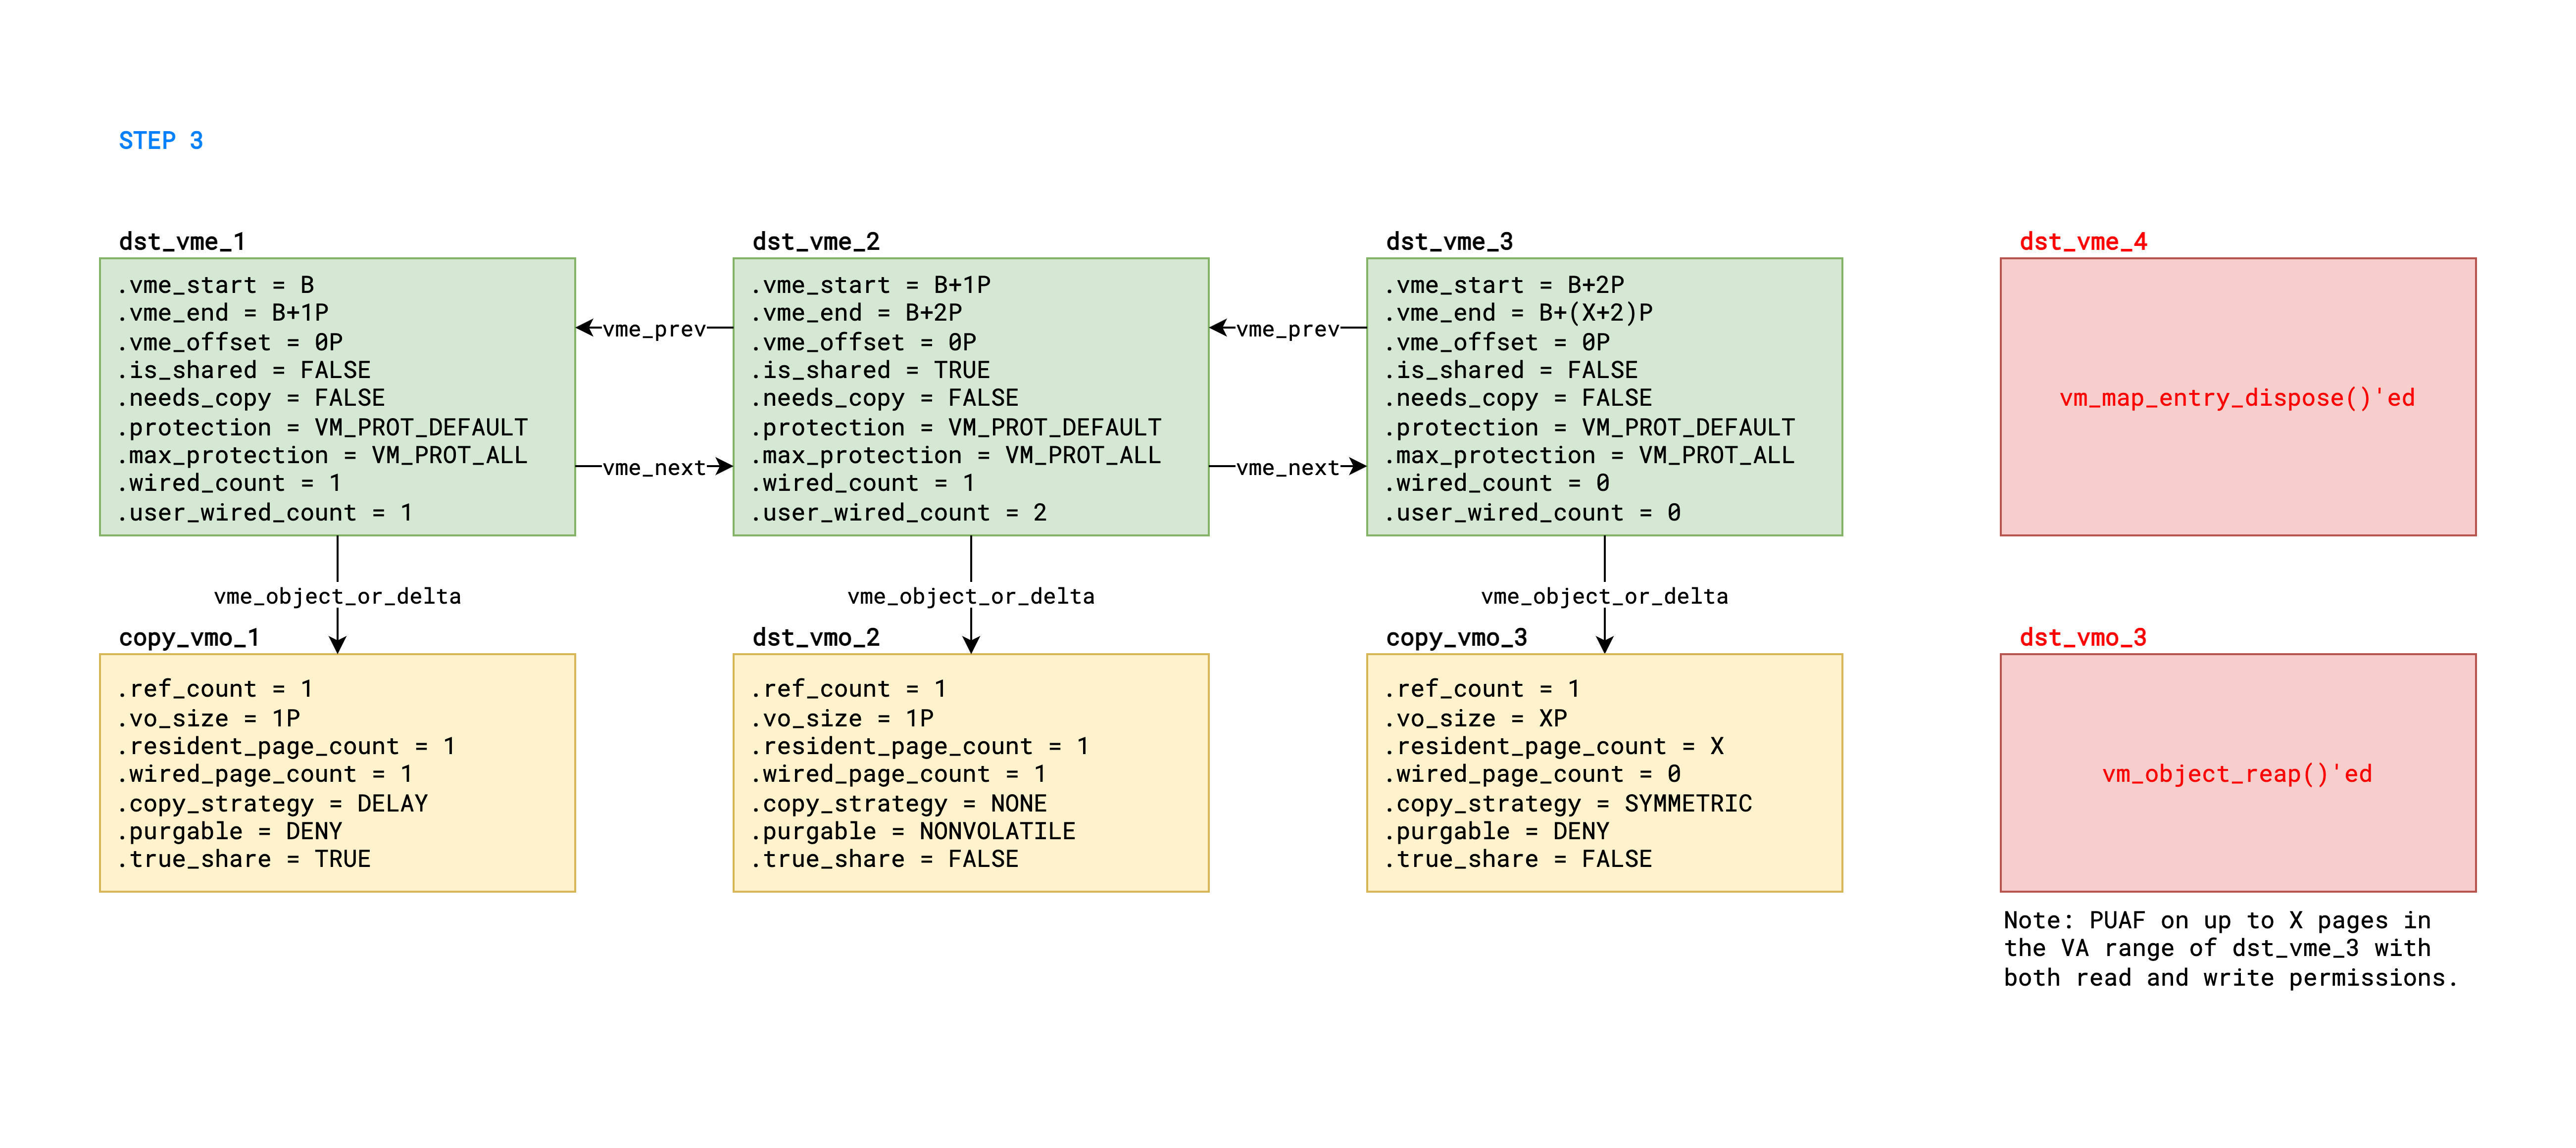 STEP 3
dst_vme_1
.vme_start = B
.vme_end = B+1P
.vme_offset = 0P
.is_shared = FALSE
.needs_copy = FALSE
.protection = VM_PROT_DEFAULT
.max_protection = VM_PROT_ALL
.wired_count = 1
.user_wired_count = 1
vme_prev
vme_next
dst_vme_2
.vme_start = B+1P
.vme_end = B+2P
.vme_offset = 0P
.is_shared = TRUE
.needs_copy = FALSE
.protection = VM_PROT_DEFAULT
.max_protection = VM_PROT_ALL
.wired_count = 1
.user_wired_count = 2
vme_prev
vme_next
dst_vme_3
.vme_start = B+2P
.vme_end = B+(X+2)P
.vme_offset = 0P
.is_shared = FALSE
.needs_copy = FALSE
.protection = VM_PROT_DEFAULT
.max_protection = VM_PROT_ALL
.wired_count = 0
.user_wired_count = 0
dst_vme_4
vm_map_entry_dispose()'ed
vme_object_or_delta
vme_object_or_delta
vme_object_or_delta
copy_vmo_1
.ref_count = 1
.vo_size = 1P
.resident_page_count = 1
.wired_page_count = 1
.copy_strategy = DELAY
.purgable = DENY
.true_share = TRUE
dst_vmo_2
.ref_count = 1
.vo_size = 1P
.resident_page_count = 1
.wired_page_count = 1
.copy_strategy = NONE
.purgable = NONVOLATILE
.true_share = FALSE
copy_vmo_3
.ref_count = 1
.vo_size = XP
.resident_page_count = X
.wired_page_count = 0
.copy_strategy = SYMMETRIC
.purgable = DENY
.true_share = FALSE
dst_vmo_3
vm_object_reap()'ed
Note: PUAF on up to X pages in
the VA range of dst_vme_3 with
both read and write permissions.